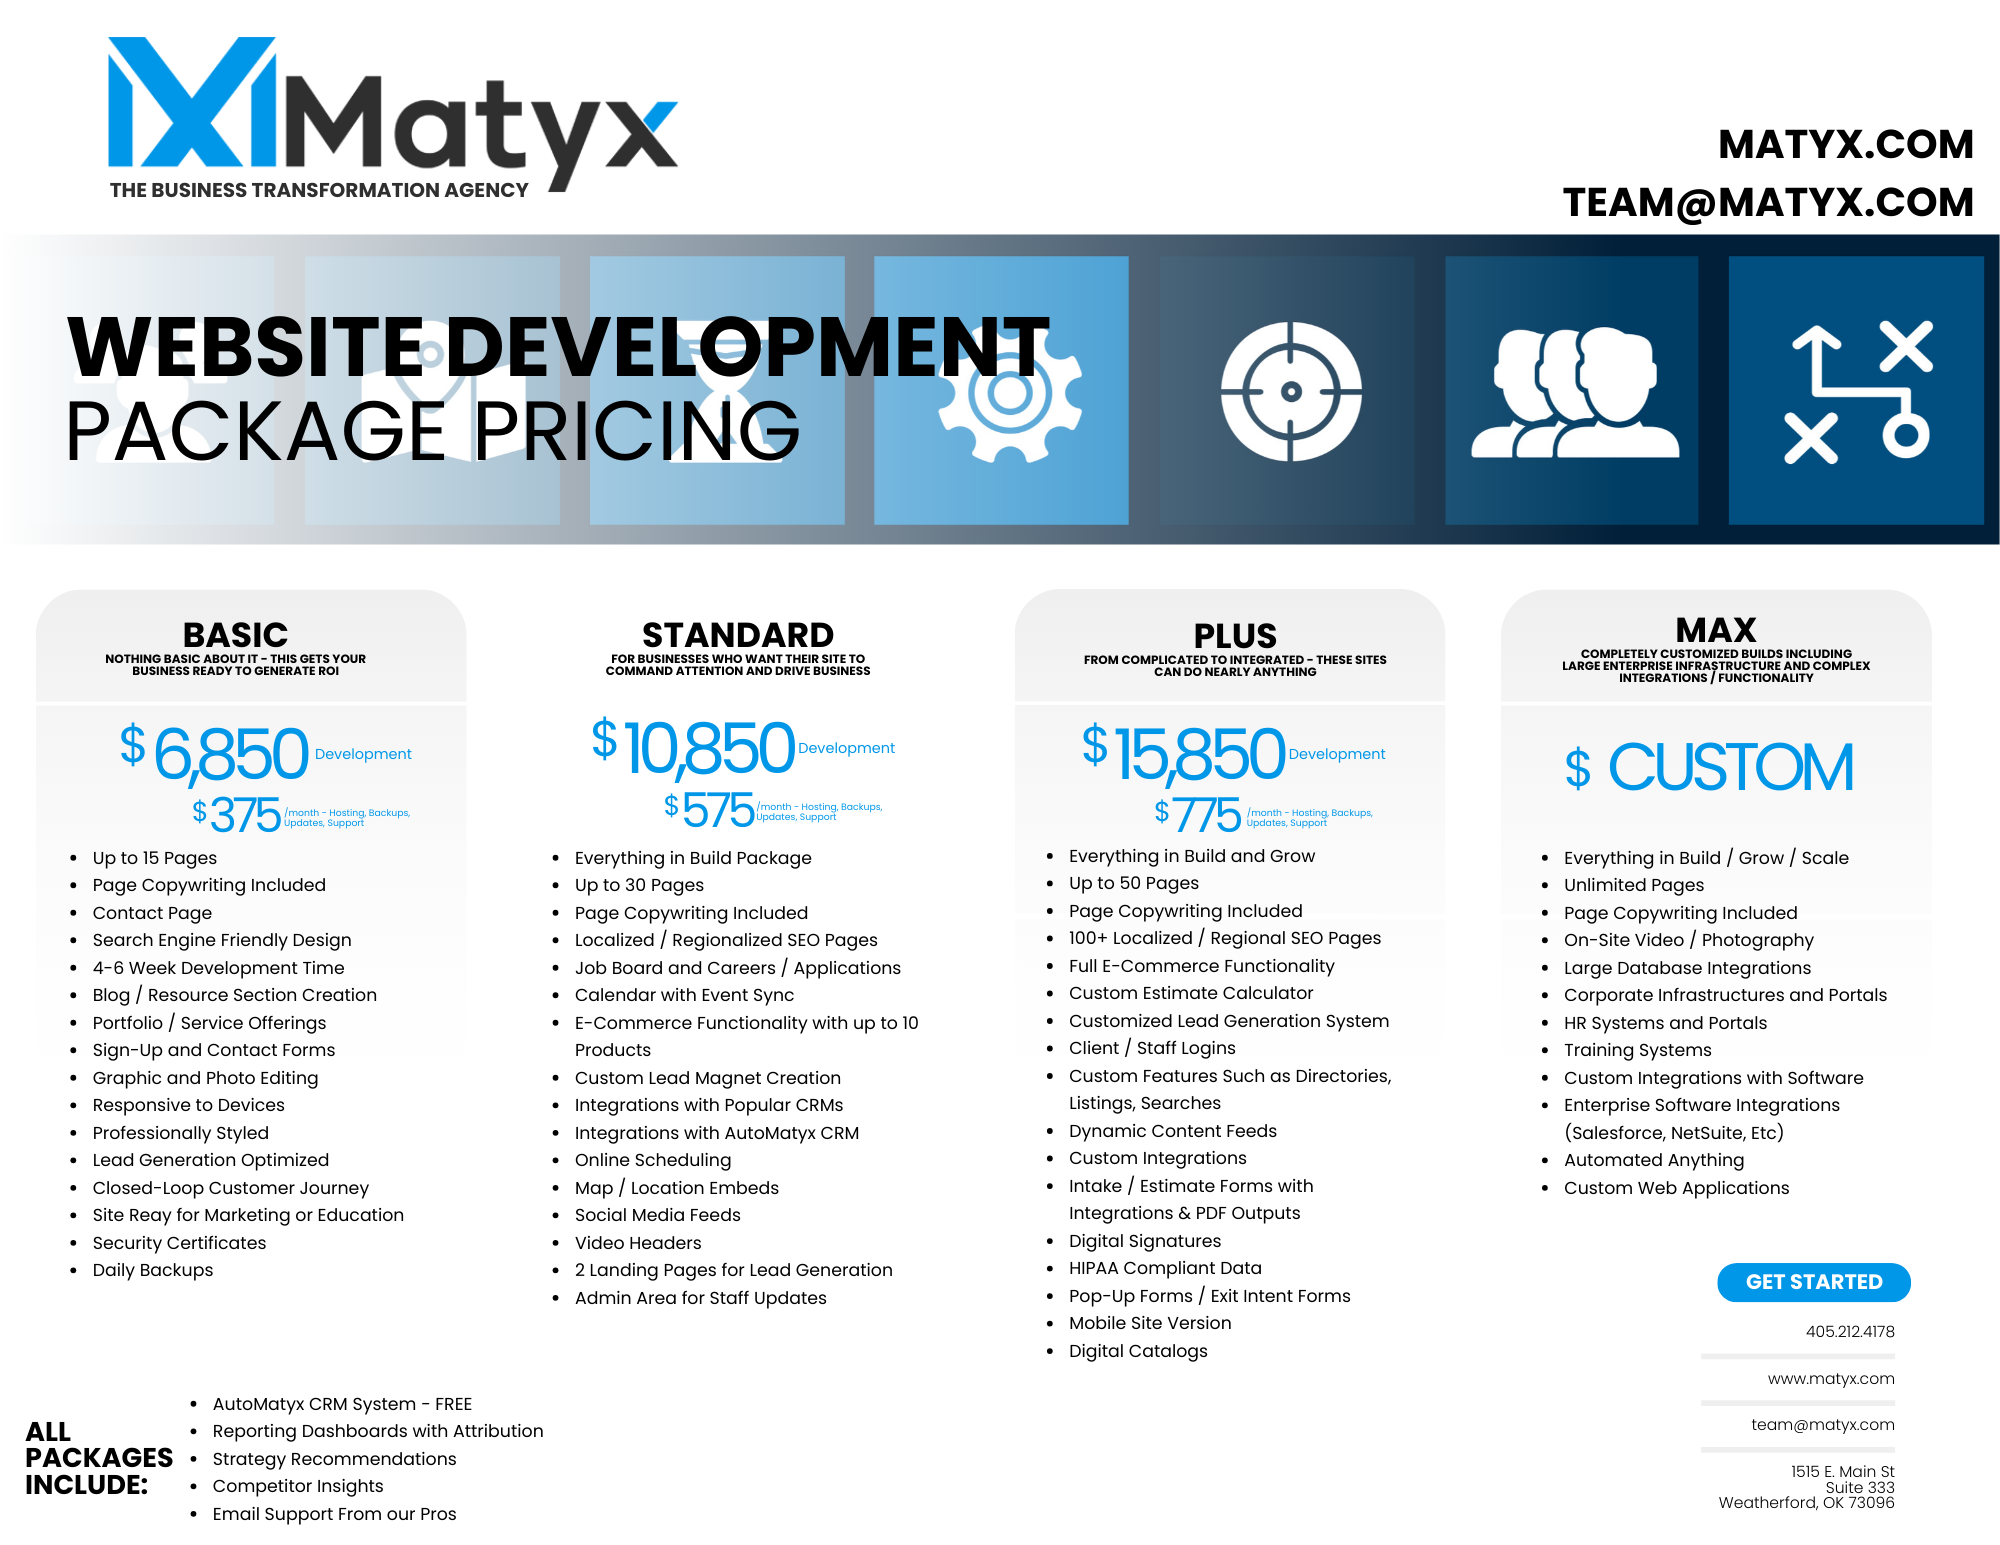 Matyx
THE BUSINESS TRANSFORMATION AGENCY
MATYX.COM
TEAM@MATYX.COM
WEBSITE DEVELOPMENT
PACKAGE PRICING
BASIC
NOTHING BASIC ABOUT IT - THIS GETS YOUR
BUSINESS READY TO GENERATE ROI
$ 6,850 Development
$ 375 /month - Hosting, Backups,
Updates, Support
• Up to 15 Pages
• Page Copywriting Included
• Contact Page
• Search Engine Friendly Design
• 4-6 Week Development Time
• Blog / Resource Section Creation
• Portfolio / Service Offerings
• Sign-Up and Contact Forms
• Graphic and Photo Editing
• Responsive to Devices
• Professionally Styled
• Lead Generation Optimized
• Closed-Loop Customer Journey
• Site Reay for Marketing or Education
• Security Certificates
• Daily Backups
STANDARD
FOR BUSINESSES WHO WANT THEIR SITE TO
COMMAND ATTENTION AND DRIVE BUSINESS
$ 10,850 Development
$ 575 /month - Hosting, Backups,
Updates, Support
• Everything in Build Package
• Up to 30 Pages
• Page Copywriting Included
• Localized / Regionalized SEO Pages
• Job Board and Careers / Applications
• Calendar with Event Sync
• E-Commerce Functionality with up to 10
Products
• Custom Lead Magnet Creation
• Integrations with Popular CRMs
• Integrations with AutoMatyx CRM
• Online Scheduling
• Map / Location Embeds
• Social Media Feeds
• Video Headers
• 2 Landing Pages for Lead Generation
• Admin Area for Staff Updates
PLUS
FROM COMPLICATED TO INTEGRATED - THESE SITES
CAN DO NEARLY ANYTHING
$ 15,850 Development
$ 775 /month - Hosting, Backups,
Updates, Support
• Everything in Build and Grow
• Up to 50 Pages
• Page Copywriting Included
• 100+ Localized / Regional SEO Pages
• Full E-Commerce Functionality
• Custom Estimate Calculator
• Customized Lead Generation System
• Client / Staff Logins
• Custom Features Such as Directories,
Listings, Searches
• Dynamic Content Feeds
• Custom Integrations
• Intake / Estimate Forms with
Integrations & PDF Outputs
• Digital Signatures
• HIPAA Compliant Data
• Pop-Up Forms / Exit Intent Forms
• Mobile Site Version
• Digital Catalogs
MAX
COMPLETELY CUSTOMIZED BUILDS INCLUDING
LARGE ENTERPRISE INFRASTRUCTURE AND COMPLEX
INTEGRATIONS / FUNCTIONALITY
$ CUSTOM
• Everything in Build / Grow / Scale
• Unlimited Pages
• Page Copywriting Included
• On-Site Video / Photography
• Large Database Integrations
• Corporate Infrastructures and Portals
• HR Systems and Portals
• Training Systems
• Custom Integrations with Software
• Enterprise Software Integrations
(Salesforce, NetSuite, Etc)
• Automated Anything
• Custom Web Applications
ALL
PACKAGES
INCLUDE:
• AutoMatyx CRM System - FREE
• Reporting Dashboards with Attribution
• Strategy Recommendations
• Competitor Insights
• Email Support From our Pros
GET STARTED
405.212.4178
www.matyx.com
team@matyx.com
1515 E. Main St
Suite 333
Weatherford, OK 73096